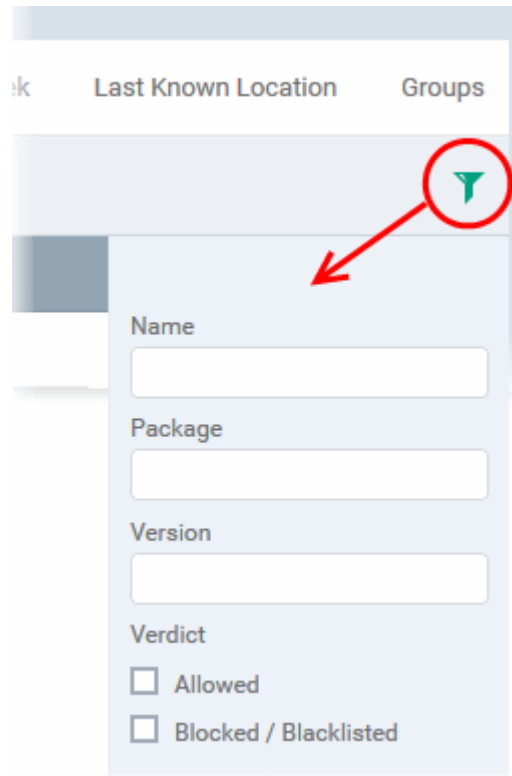 Last Known Location Groups
Name
Package
Version
Verdict
Allowed
Blocked / Blacklisted